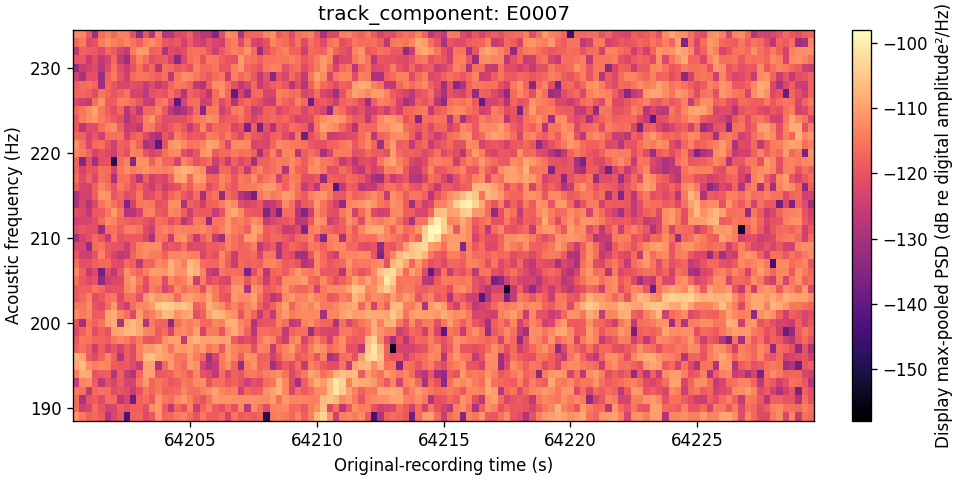 track_component: E0007
230
220
210
200
190
Acoustic frequency (Hz)
64205 64210 64215 64220 64225
Original-recording time (s)
−100
−110
−120
−130
−140
−150
Display max-pooled PSD (dB re digital amplitude²/Hz)